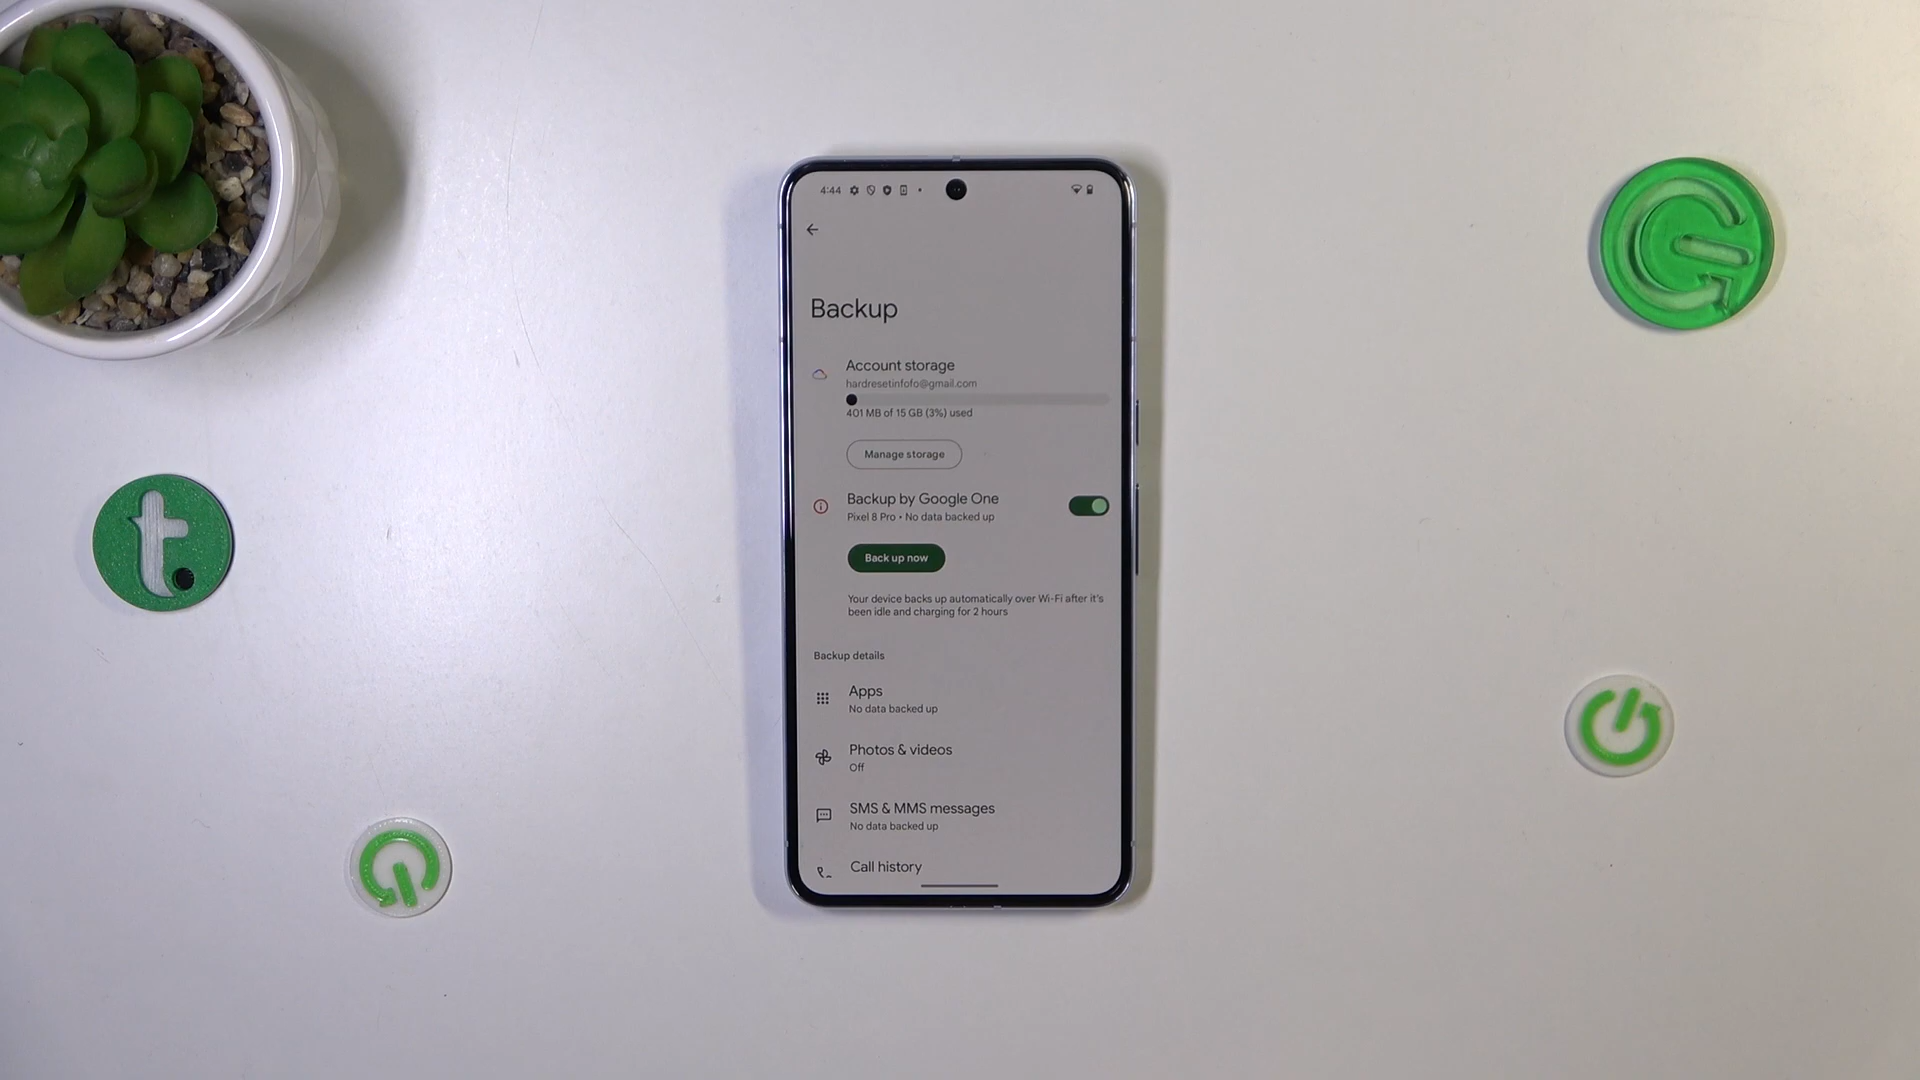 4:44
Backup
Account storage
hardresetinfofo@gmail.com
401 MB of 15 GB (3%) used
Manage storage
Backup by Google One
Pixel 8 Pro • No data backed up
Back up now
Your device backs up automatically over Wi-Fi after it's
been idle and charging for 2 hours
Backup details
Apps
No data backed up
Photos & videos
Off
SMS & MMS messages
No data backed up
Call history
t.